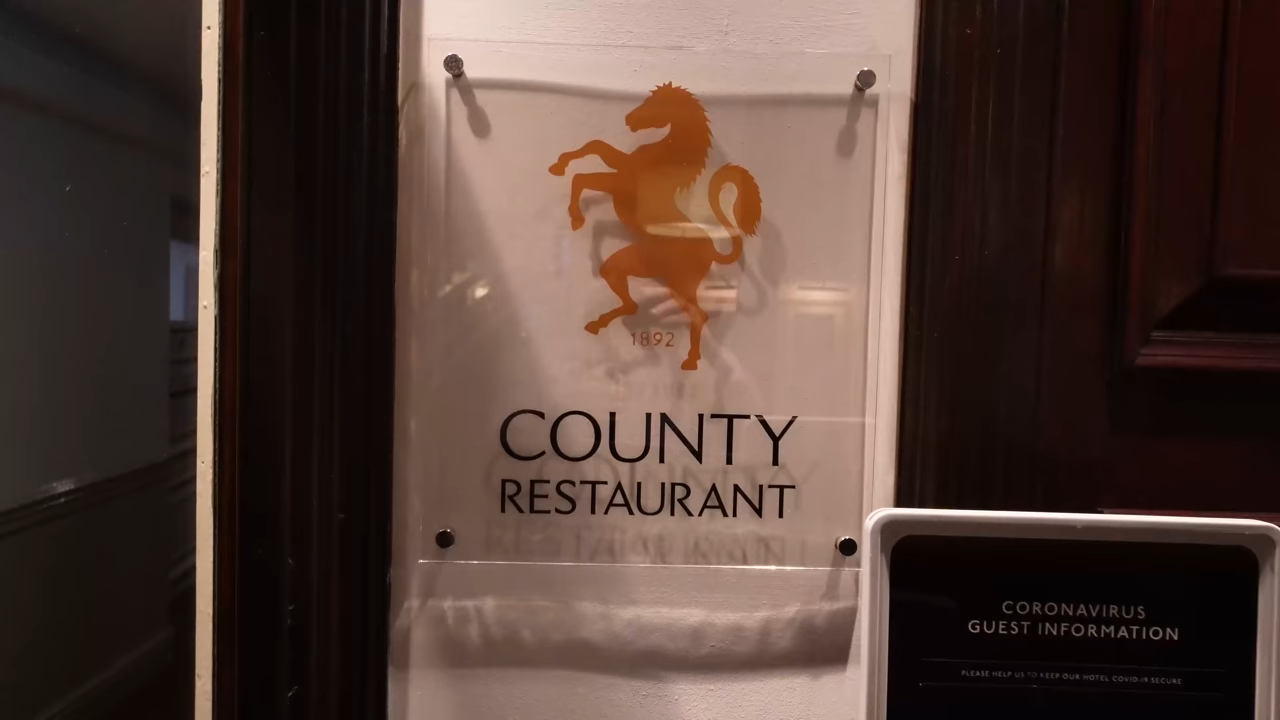 1892
COUNTY
RESTAURANT
CORONAVIRUS
GUEST INFORMATION
PLEASE HELP US TO KEEP OUR HOTEL COVID-19 SECURE